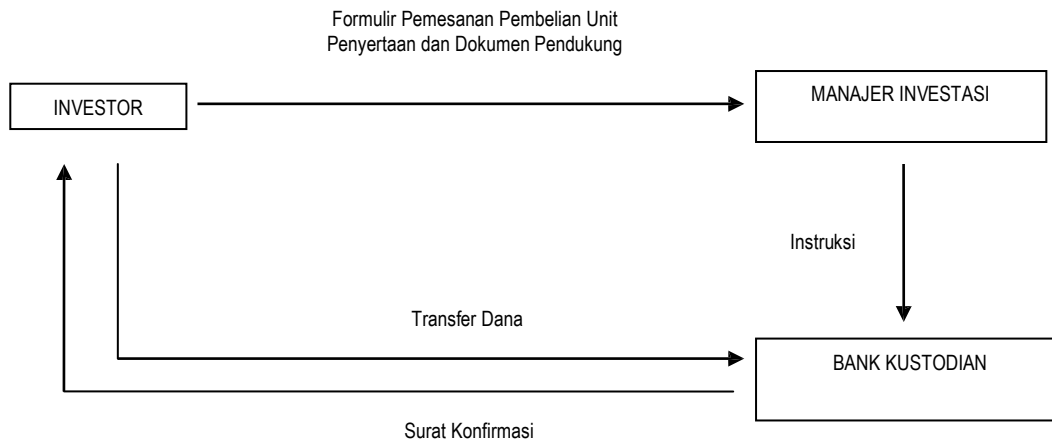 Formulir Pemesanan Pembelian Unit
Penyertaan dan Dokumen Pendukung
INVESTOR
MANAJER INVESTASI
Instruksi
Transfer Dana
BANK KUSTODIAN
Surat Konfirmasi